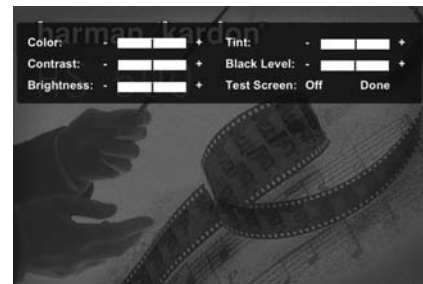 harman/kardon
Color: - + Tint: - +
Contrast: - + Black Level: - +
Brightness: - + Test Screen: Off Done